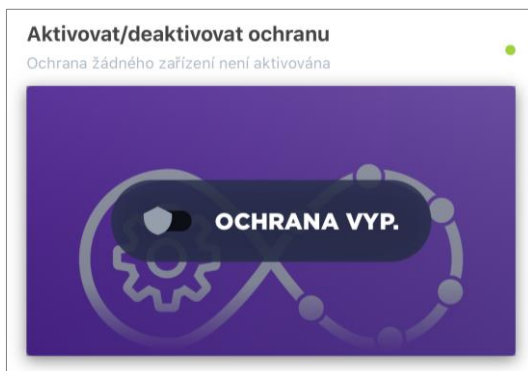 Aktivovat/deaktivovat ochranu
Ochrana žádného zařízení není aktivována
OCHRANA VYP.